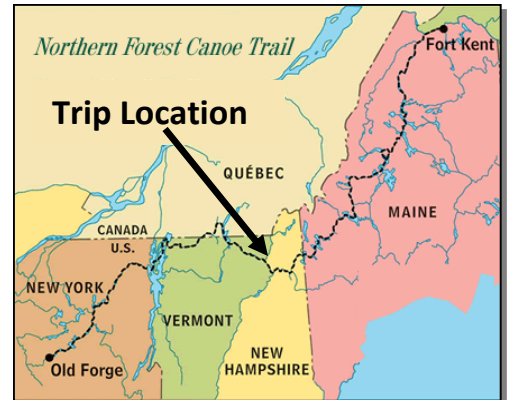 Northern Forest Canoe Trail
Fort Kent
Trip Location
QUÉBEC
MAINE
CANADA
U.S.
NEW YORK
VERMONT
NEW
HAMPSHIRE
Old Forge